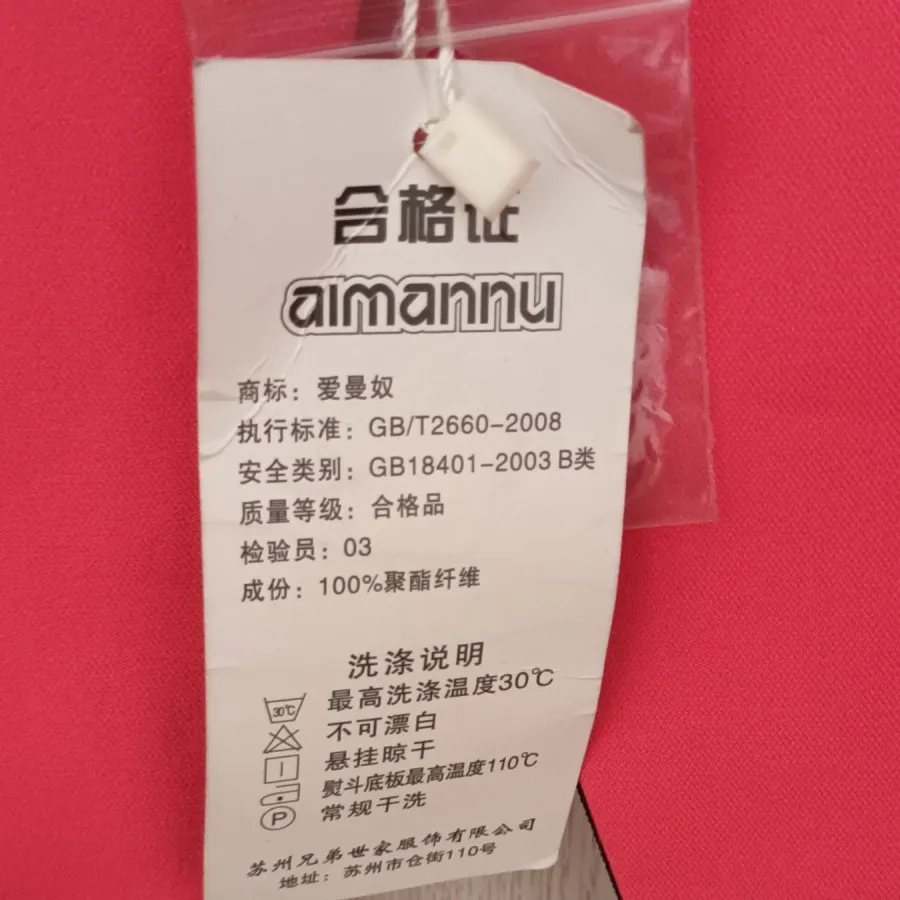 合格证
aimannu
商标：爱曼奴
执行标准：GB/T2660-2008
安全类别：GB18401-2003 B类
质量等级：合格品
检验员：03
成份：100%聚酯纤维
洗涤说明
30℃ 最高洗涤温度30℃
不可漂白
悬挂晾干
熨斗底板最高温度110℃
P 常规干洗
苏州兄弟世家服饰有限公司
地址：苏州市仓街110号